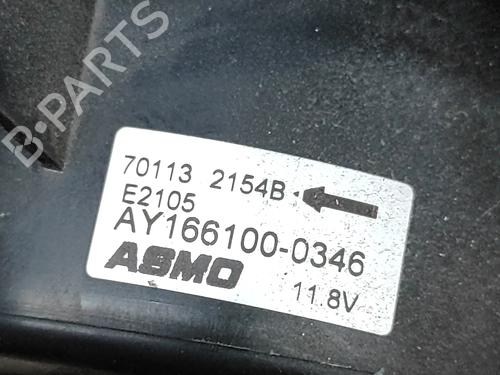 B-PARTS
70113 2154B
E2105
AY166100-0346
ASMO
11.8V